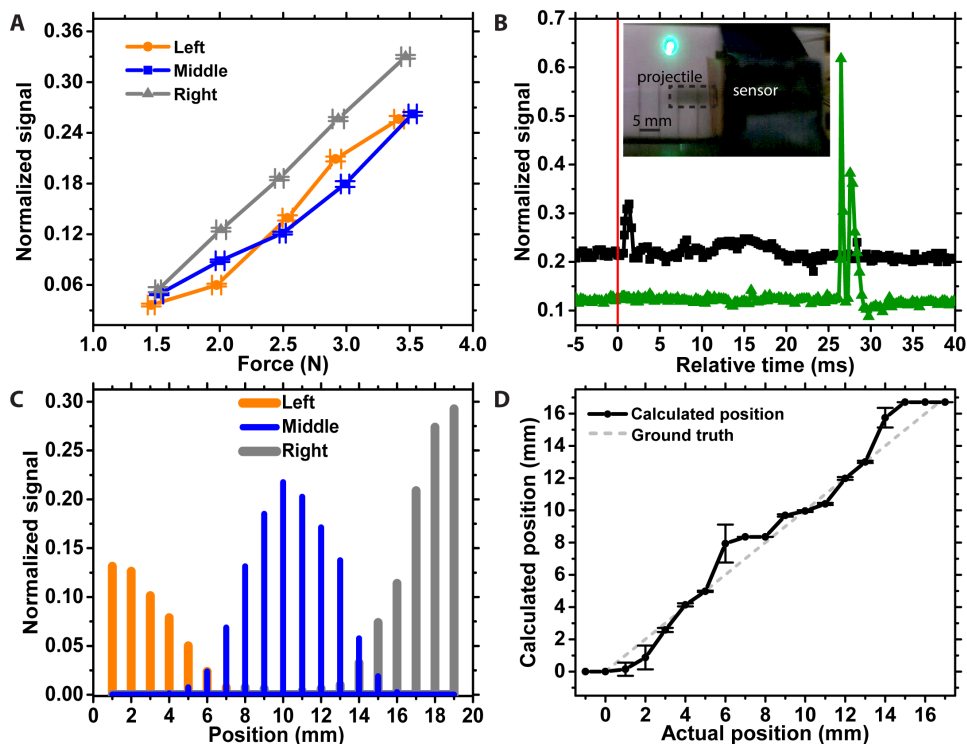 A
0.36
0.30
0.24
0.18
0.12
0.06
Normalized signal
Left
Middle
Right
1.0
1.5
2.0
2.5
3.0
3.5
4.0
Force (N)
B
0.7
0.6
0.5
0.4
0.3
0.2
0.1
Normalized signal
projectile
sensor
5 mm
-5
0
5
10
15
20
25
30
35
40
Relative time (ms)
C
0.30
0.25
0.20
0.15
0.10
0.05
0.00
Normalized signal
Left
Middle
Right
0
2
4
6
8
10
12
14
16
18
20
Position (mm)
D
16
14
12
10
8
6
4
2
0
Calculated position (mm)
Calculated position
Ground truth
0
2
4
6
8
10
12
14
16
Actual position (mm)